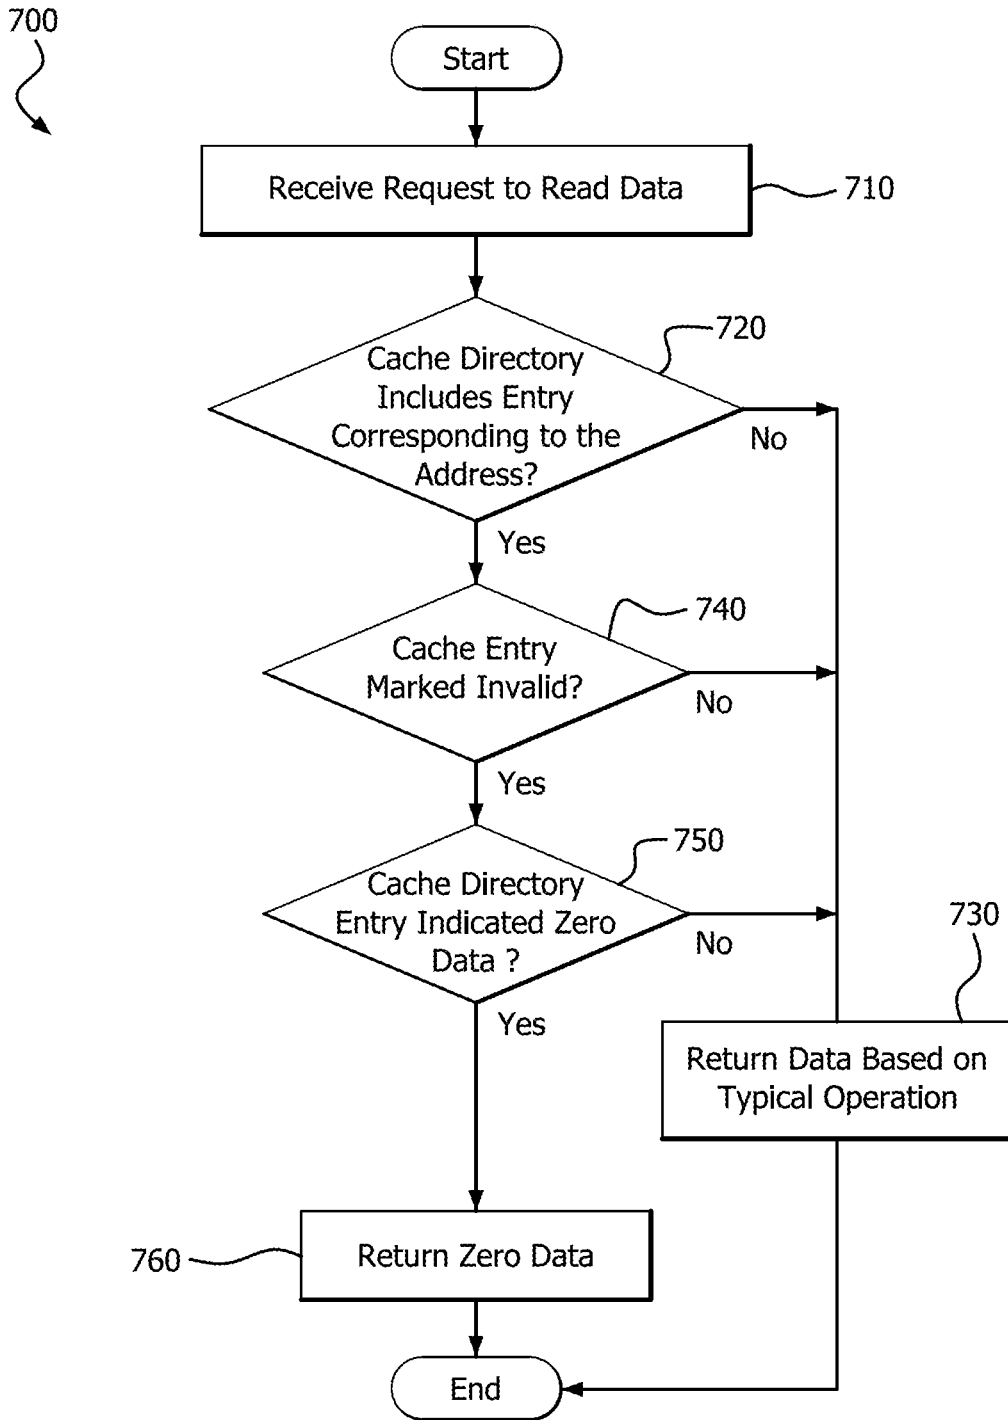 700
Start
Receive Request to Read Data
710
720
Cache Directory
Includes Entry
Corresponding to the
Address?
No
Yes
740
Cache Entry
Marked Invalid?
No
Yes
750
Cache Directory
Entry Indicated Zero
Data ?
No
Yes
730
Return Data Based on
Typical Operation
760
Return Zero Data
End